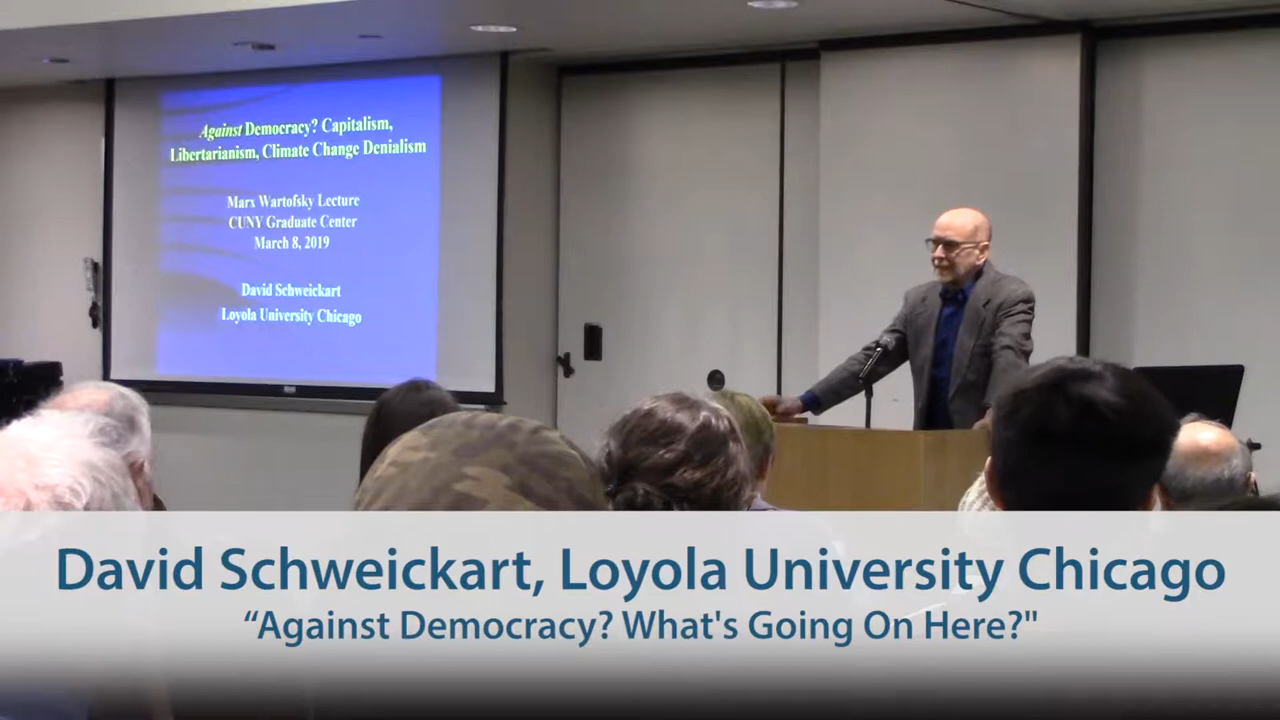 Against Democracy? Capitalism,
Libertarianism, Climate Change Denialism
Marx Wartofsky Lecture
CUNY Graduate Center
March 8, 2019
David Schweickart
Loyola University Chicago
David Schweickart, Loyola University Chicago
“Against Democracy? What's Going On Here?"